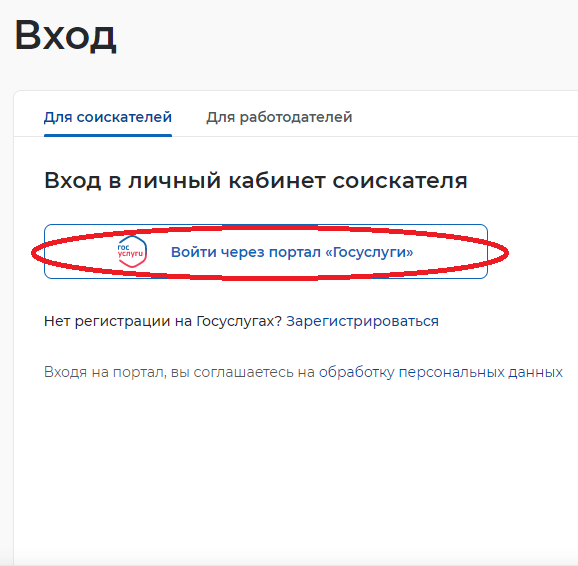 Вход
Для соискателей Для работодателей
Вход в личный кабинет соискателя
гос
услуги
Войти через портал «Госуслуги»
Нет регистрации на Госуслугах? Зарегистрироваться
Входя на портал, вы соглашаетесь на обработку персональных данных